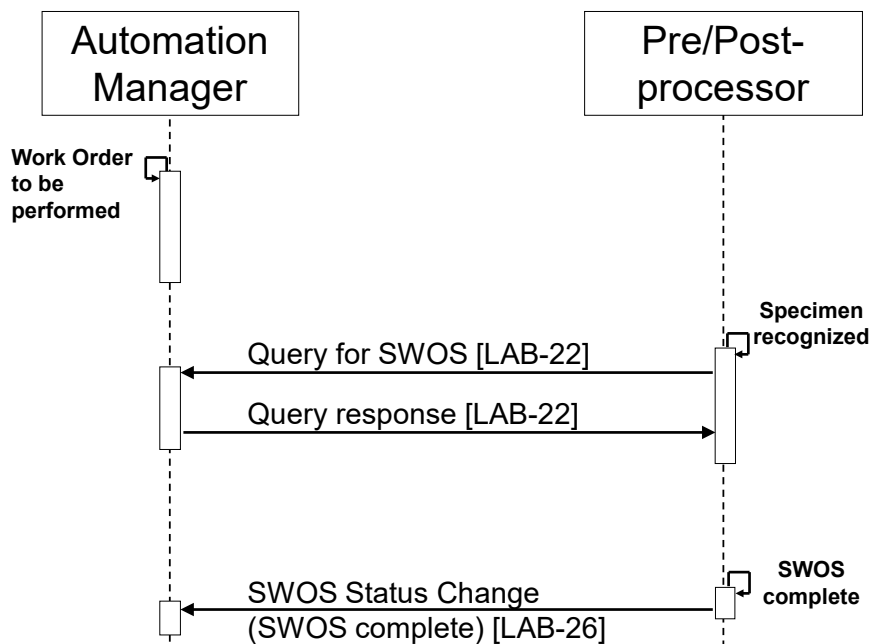 Automation
Manager
Pre/Post-
processor
Work Order
to be
performed
Specimen
recognized
Query for SWOS [LAB-22]
Query response [LAB-22]
SWOS
complete
SWOS Status Change
(SWOS complete) [LAB-26]